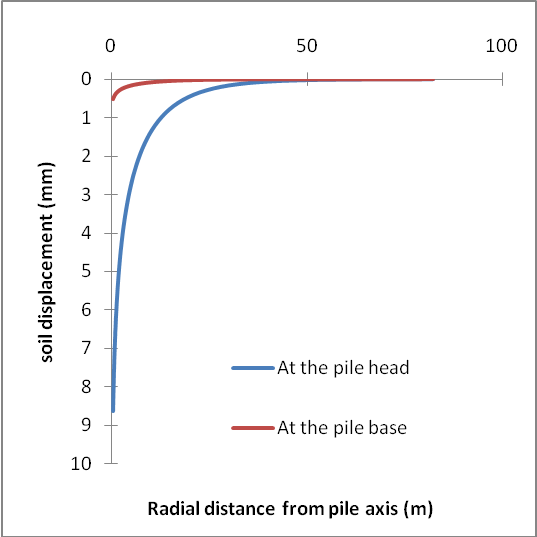 0 50 100
0
1
2
3
4
5
6
7
8
9
10
soil displacement (mm)
At the pile head
At the pile base
Radial distance from pile axis (m)